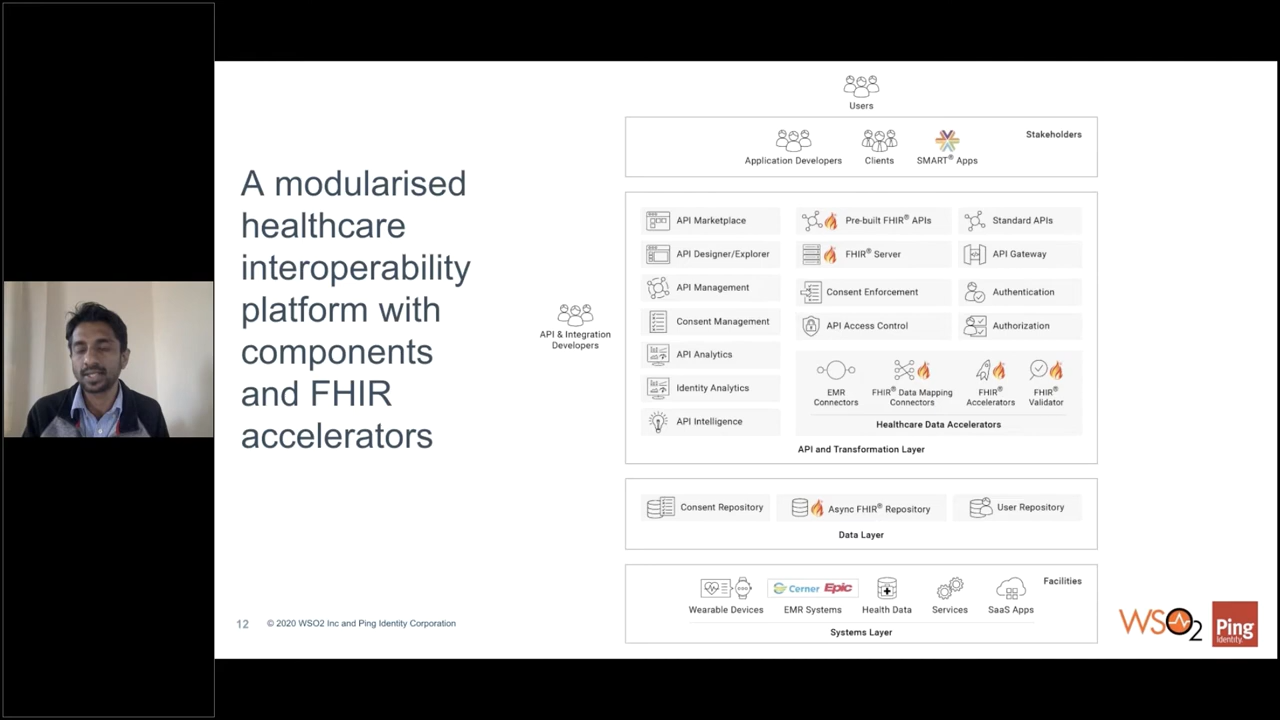 A modularised
healthcare
interoperability
platform with
components
and FHIR
accelerators
Users
Stakeholders
Application Developers
Clients
SMART® Apps
API & Integration
Developers
API Marketplace
API Designer/Explorer
API Management
Consent Management
API Analytics
Identity Analytics
API Intelligence
Pre-built FHIR® APIs
FHIR® Server
Consent Enforcement
API Access Control
Standard APIs
API Gateway
Authentication
Authorization
EMR
Connectors
FHIR® Data Mapping
Connectors
FHIR®
Accelerators
FHIR®
Validator
Healthcare Data Accelerators
API and Transformation Layer
Consent Repository
Async FHIR® Repository
User Repository
Data Layer
Facilities
Cerner
Epic
Wearable Devices
EMR Systems
Health Data
Services
SaaS Apps
Systems Layer
12
© 2020 WSO2 Inc and Ping Identity Corporation
WSO2
Ping
Identity.